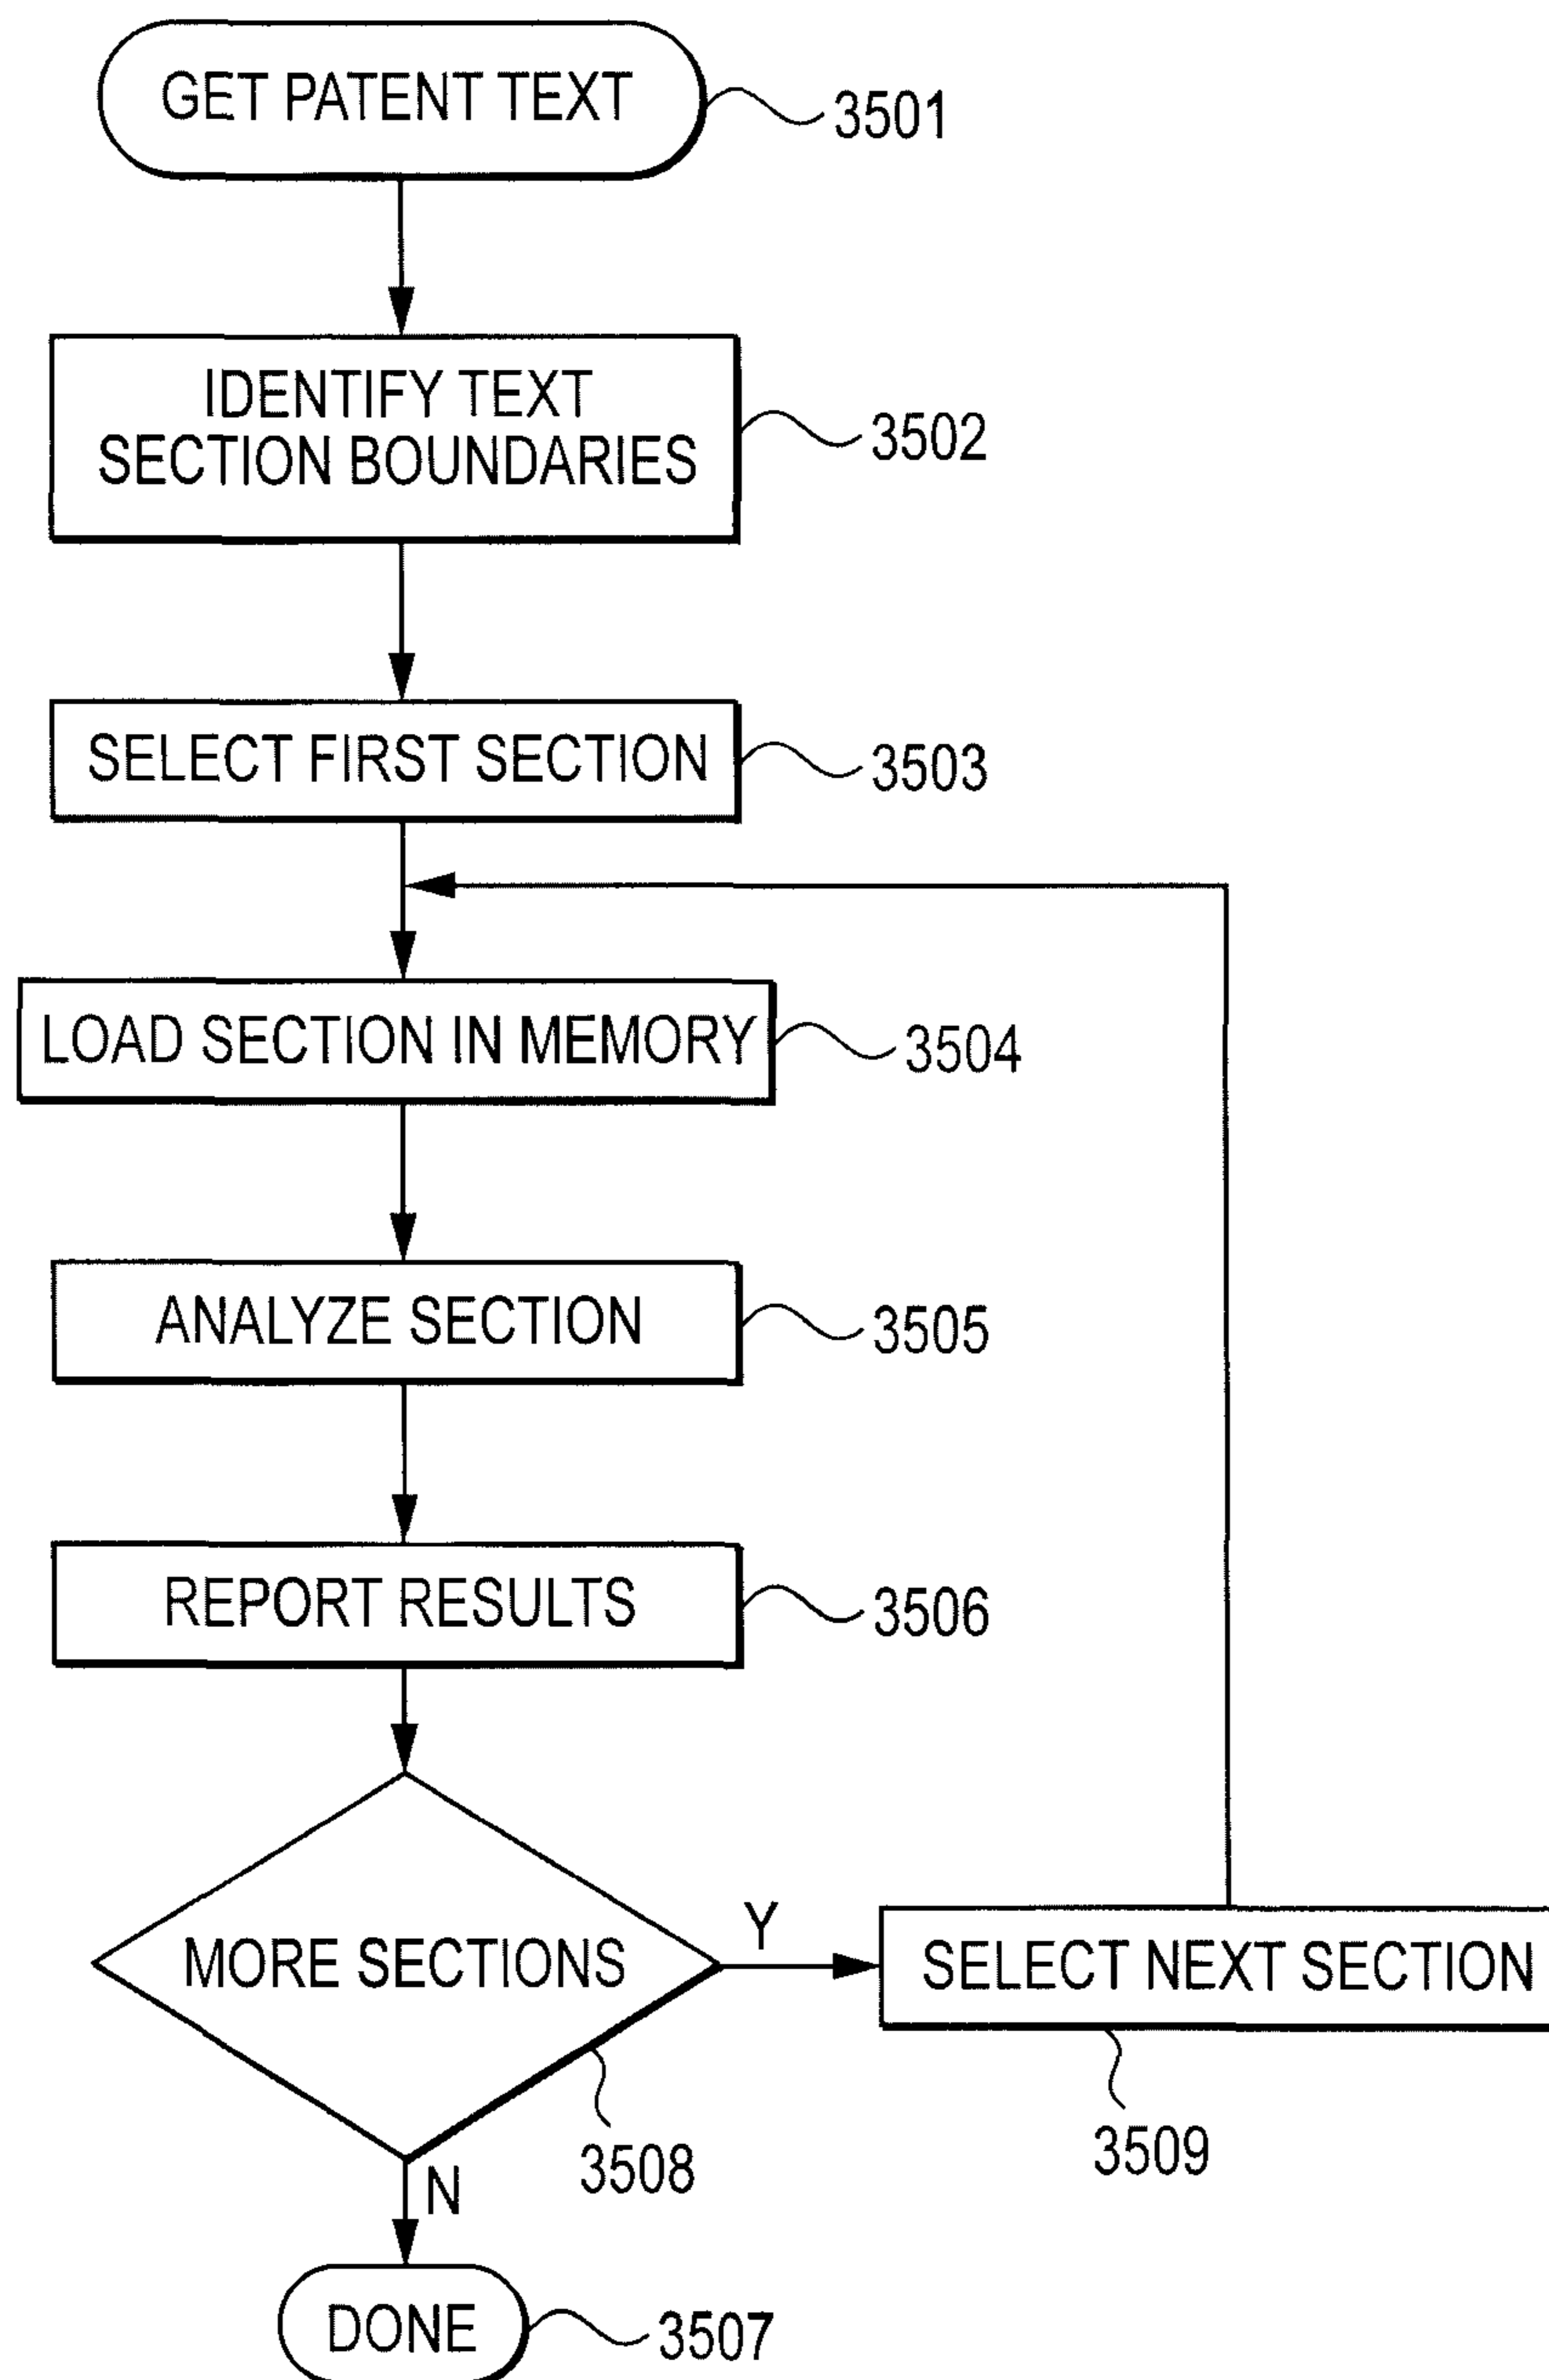 GET PATENT TEXT
3501
IDENTIFY TEXT
SECTION BOUNDARIES
3502
SELECT FIRST SECTION
3503
LOAD SECTION IN MEMORY
3504
ANALYZE SECTION
3505
REPORT RESULTS
3506
MORE SECTIONS
Y
SELECT NEXT SECTION
3508
3509
N
DONE
3507